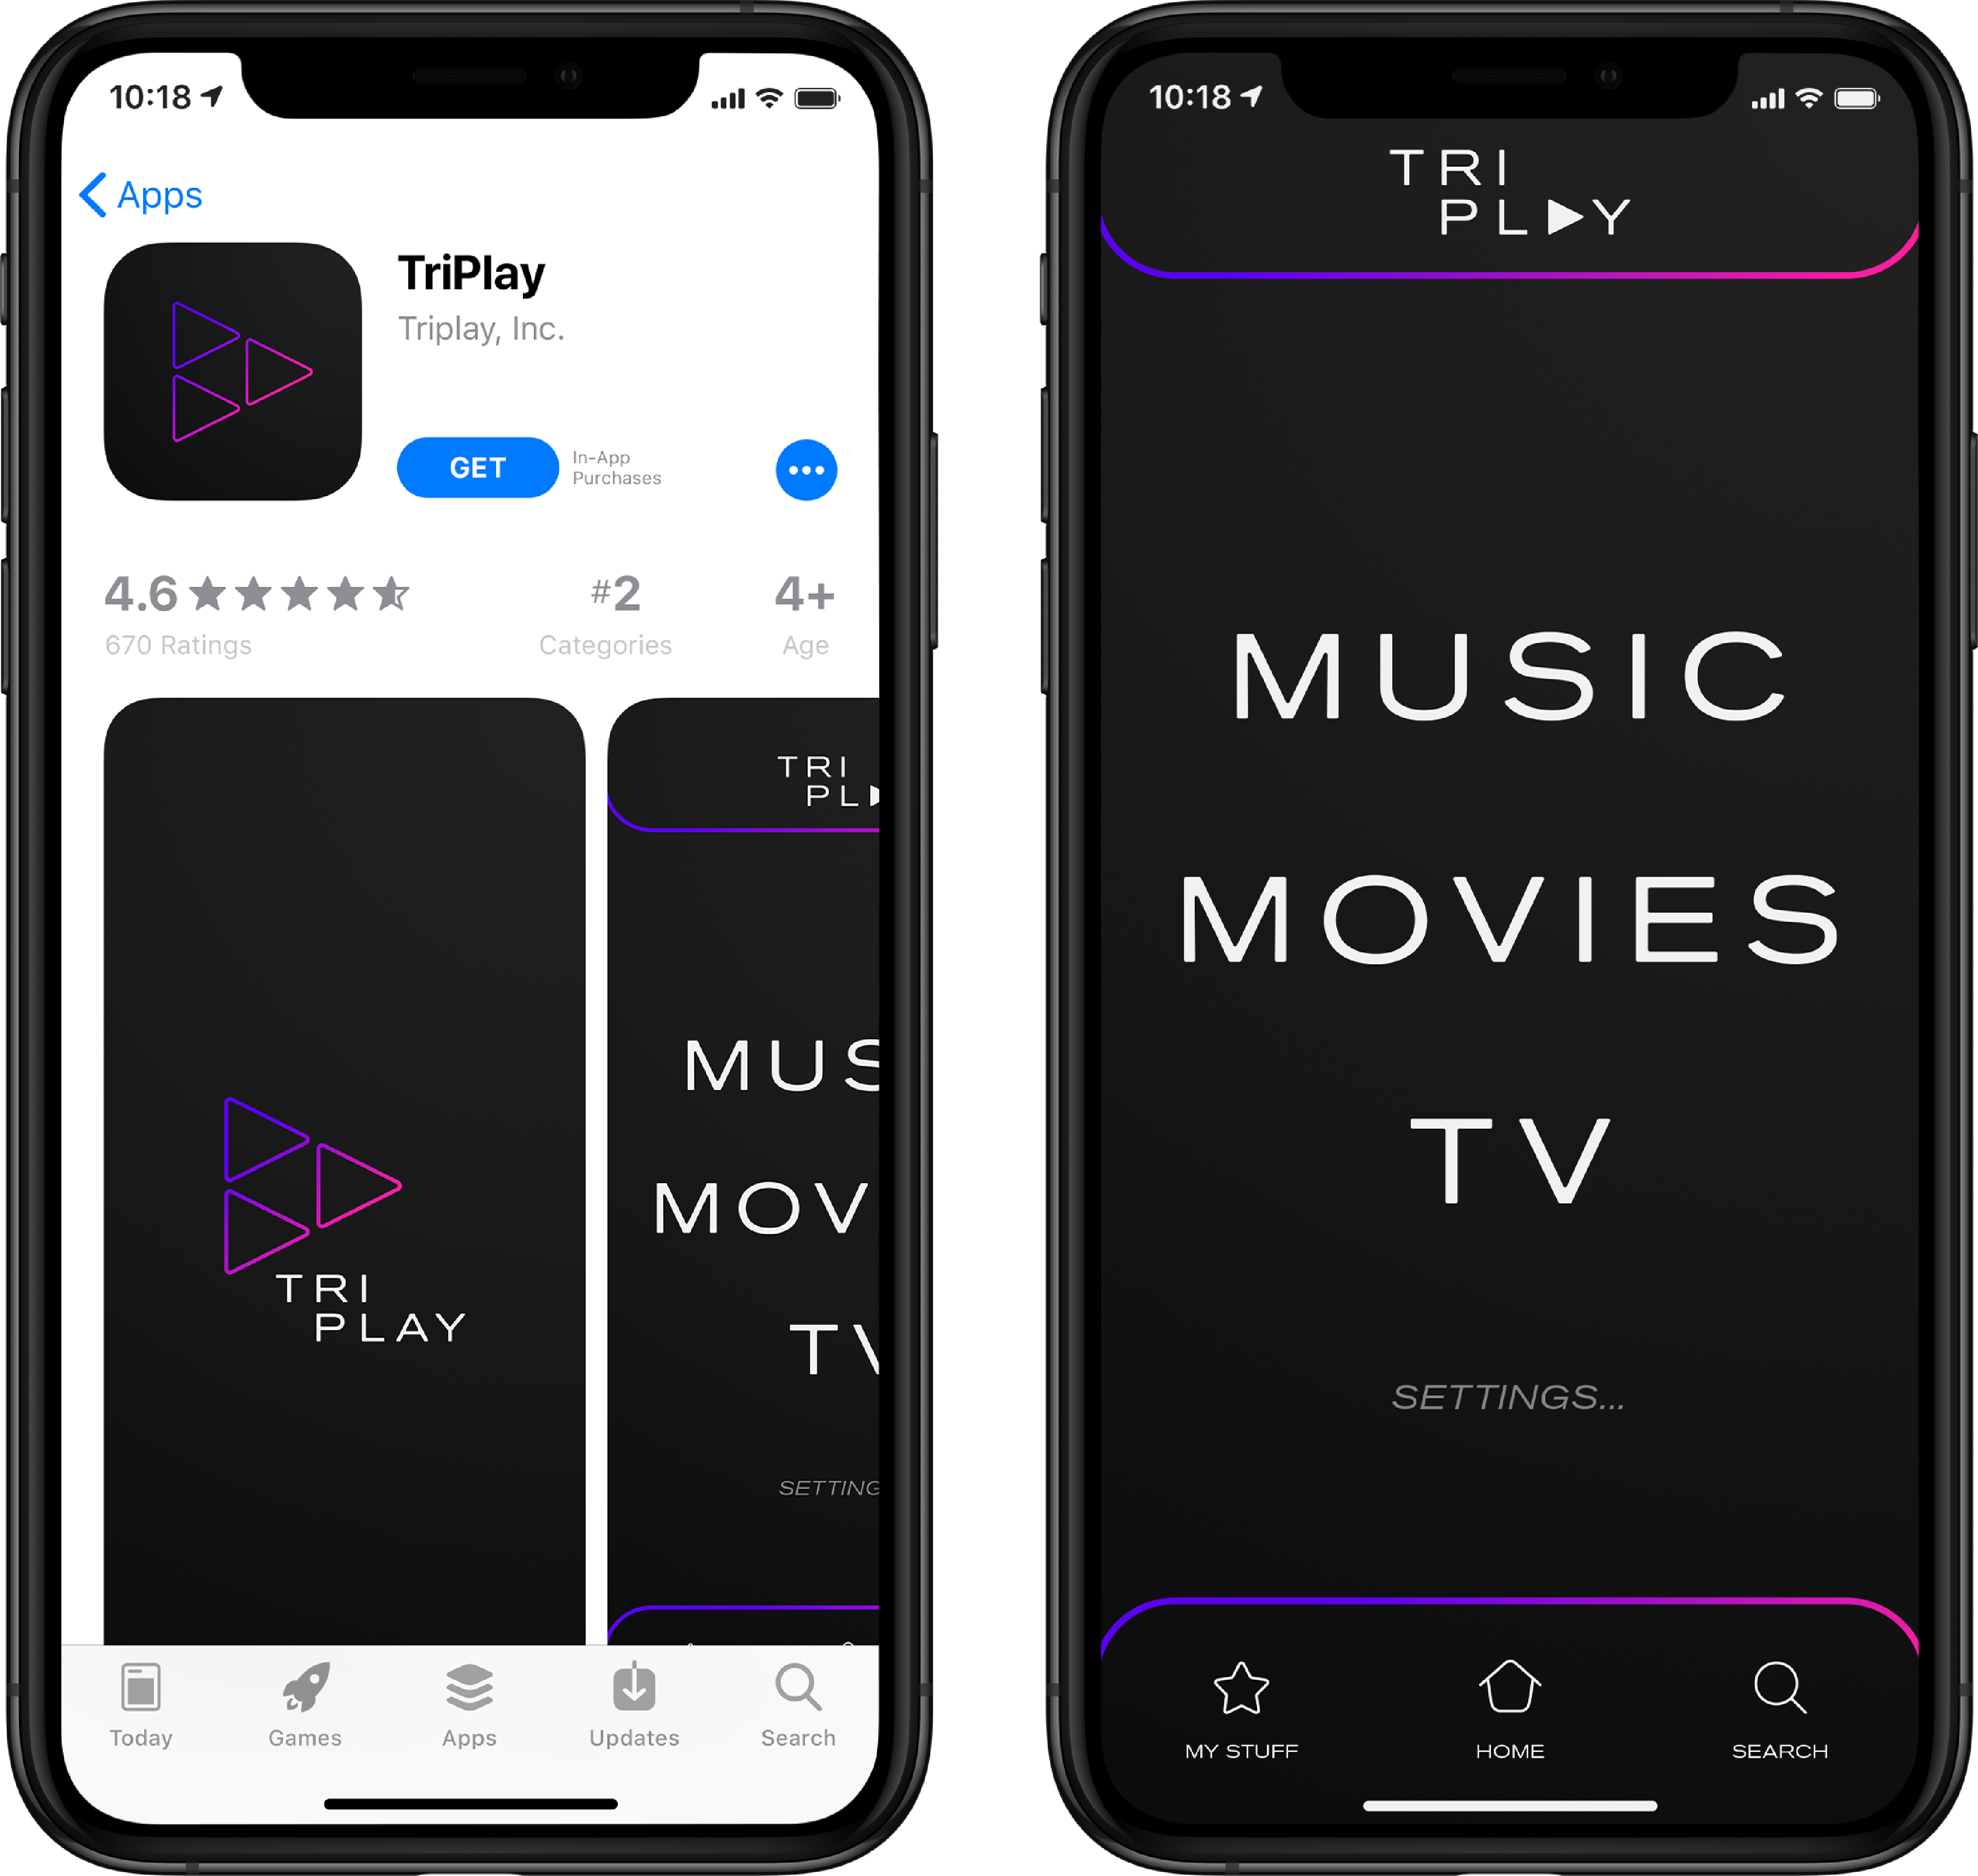 10:18
Apps
TriPlay
Triplay, Inc.
GET
In-App
Purchases
4.6
670 Ratings
#2
Categories
4+
Age
TRI
PLAY
TRI
PL
MUS
MOV
TV
SETTING
Today
Games
Apps
Updates
Search
10:18
TRI
PL▶Y
MUSIC
MOVIES
TV
SETTINGS...
MY STUFF
HOME
SEARCH